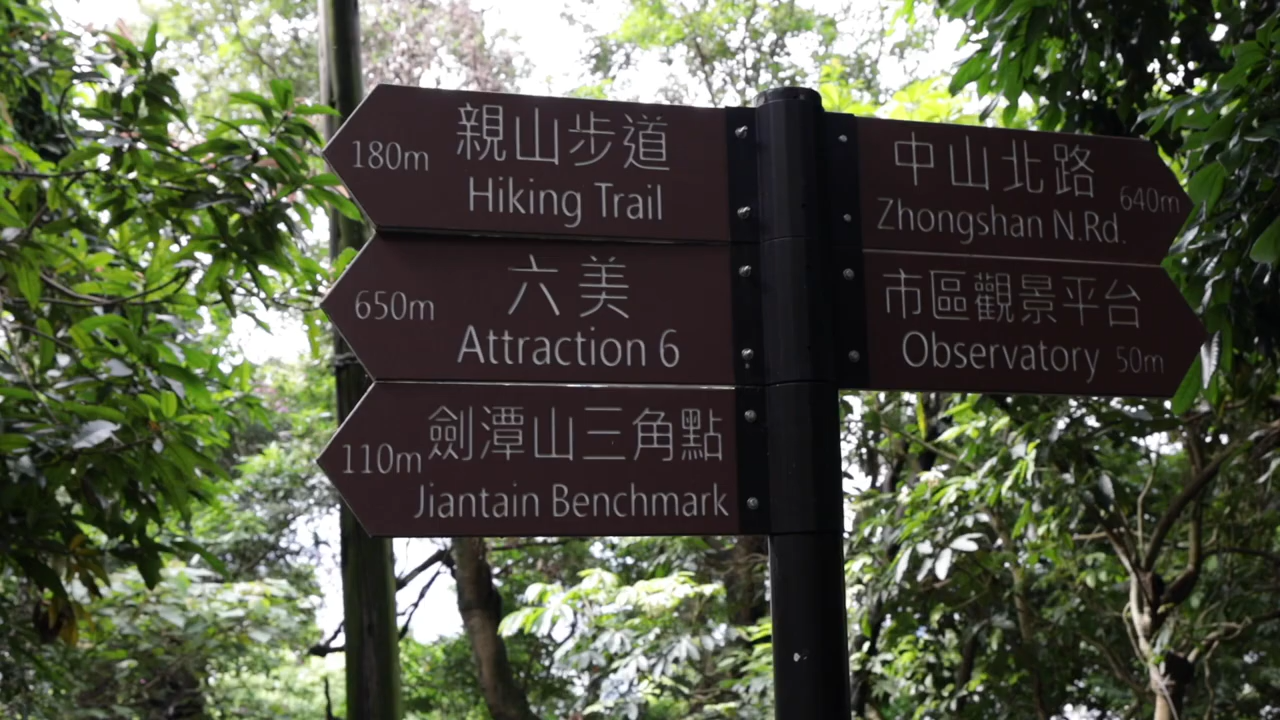 180m
親山步道
Hiking Trail
650m
六美
Attraction 6
110m
劍潭山三角點
Jiantain Benchmark
中山北路
Zhongshan N.Rd.
640m
市區觀景平台
Observatory
50m